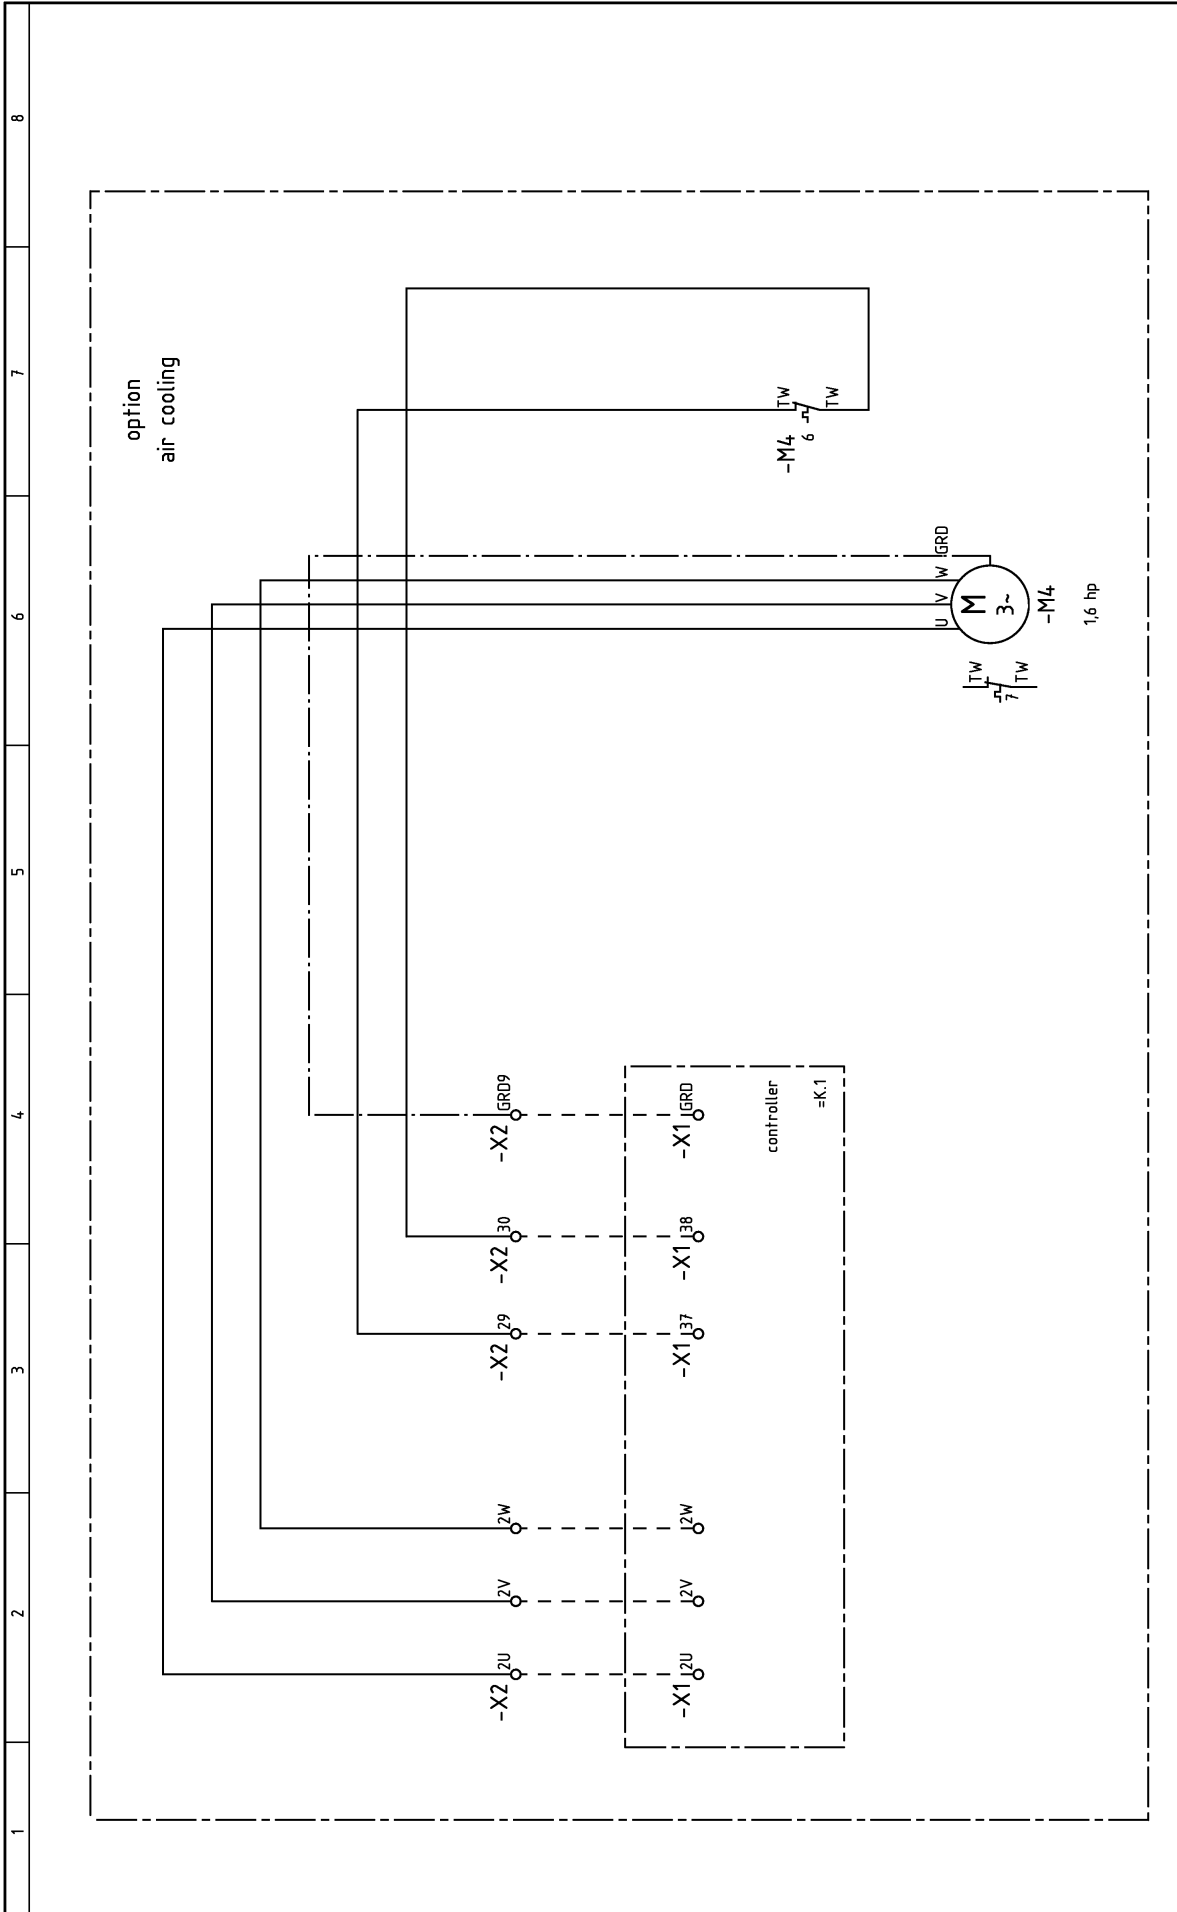 1
2
3
4
5
6
7
8
option
air cooling
-X2
2U
2V
2W
-X2
29
-X2
30
-X2
GRD9
-X1
2U
2V
2W
-X1
37
-X1
38
-X1
GRD
controller
=K.1
-M4
6
TW
TW
U
V
W
GRD
M
3~
-M4
1,6 hp
TW
7
TW